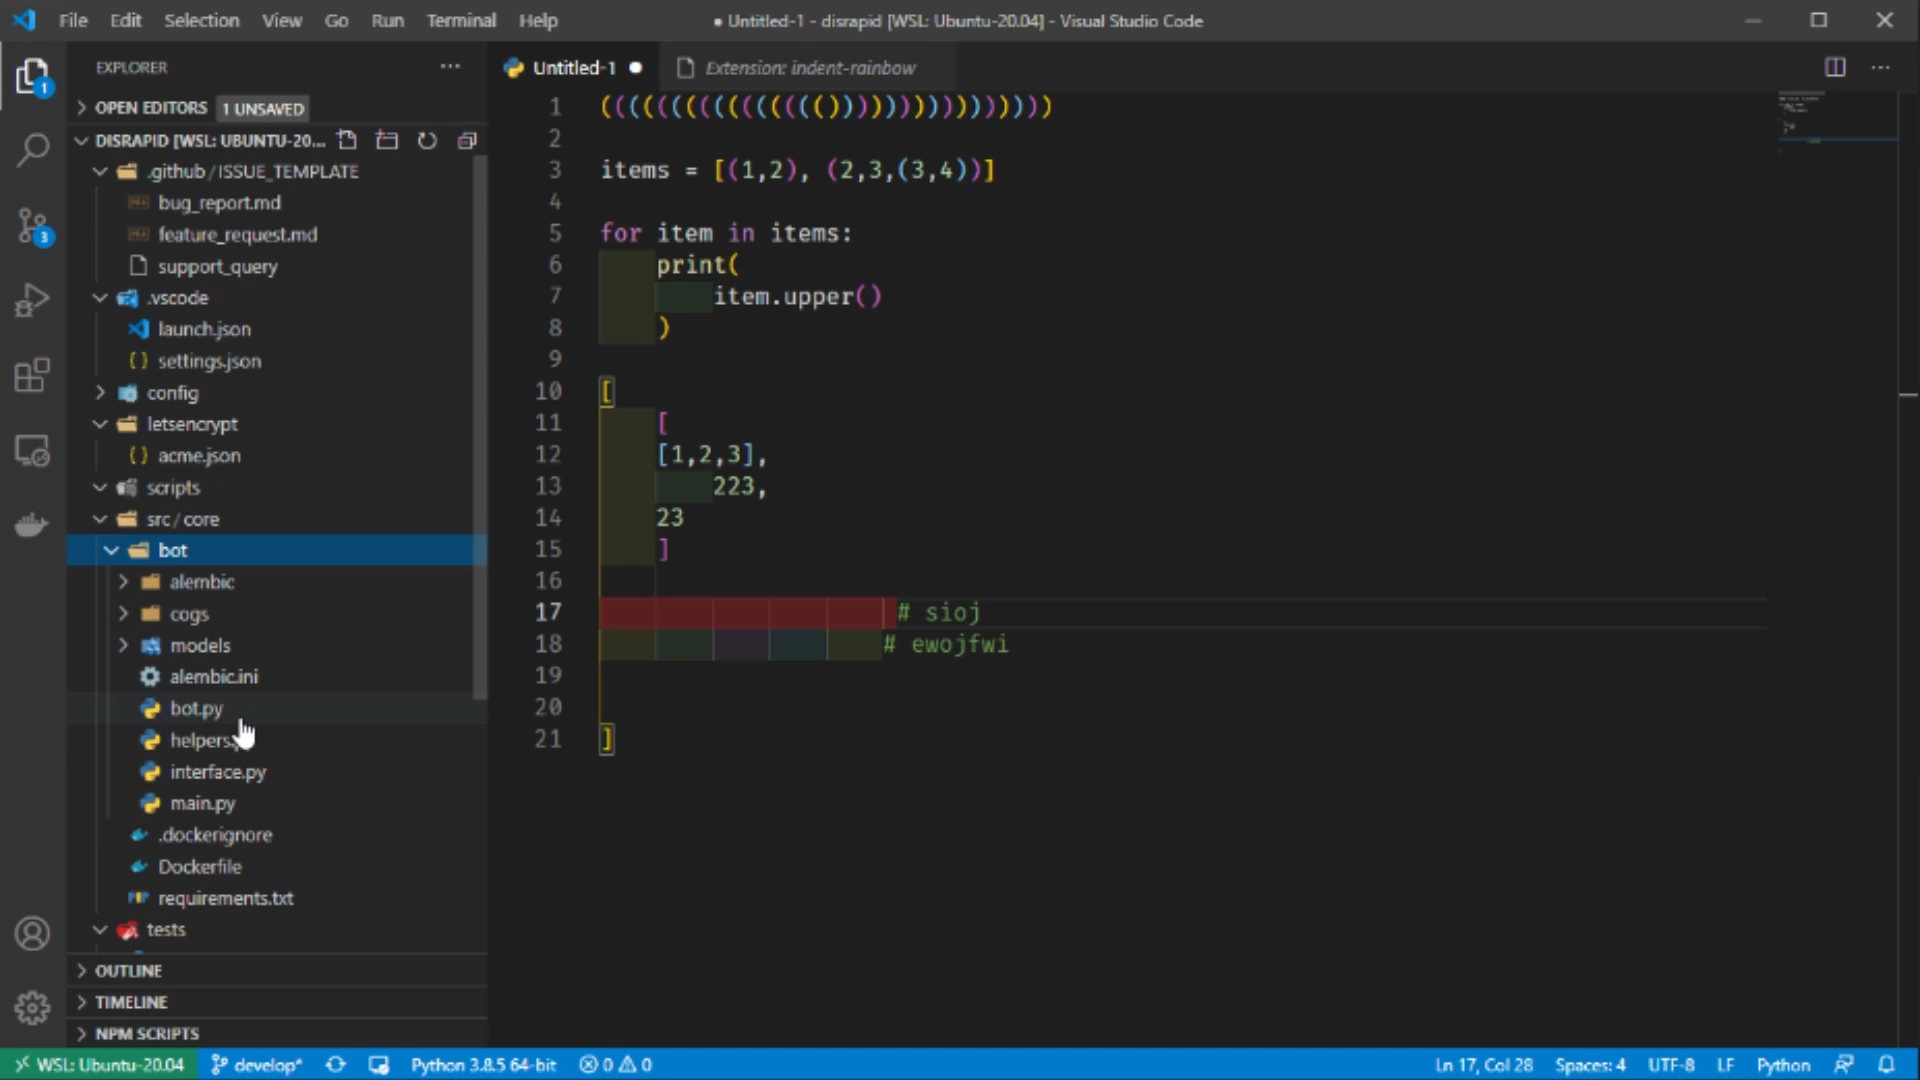 File Edit Selection View Go Run Terminal Help ● Untitled-1 - disrapid [WSL: Ubuntu-20.04] - Visual Studio Code
EXPLORER
OPEN EDITORS 1 UNSAVED
DISRAPID [WSL: UBUNTU-20...
.github / ISSUE_TEMPLATE
bug_report.md
feature_request.md
support_query
.vscode
launch.json
settings.json
config
letsencrypt
acme.json
scripts
src / core
bot
alembic
cogs
models
alembic.ini
bot.py
helpers.
interface.py
main.py
.dockerignore
Dockerfile
requirements.txt
tests
OUTLINE
TIMELINE
NPM SCRIPTS
1
3
Untitled-1 ● Extension: indent-rainbow
1 (((((((((((((((())))))))))))))))
2
3 items = [(1,2), (2,3,(3,4))]
4
5 for item in items:
6 print(
7 item.upper()
8 )
9
10 [
11 [
12 [1,2,3],
13 223,
14 23
15 ]
16
17 # sioj
18 # ewojfwi
19
20
21 ]
WSL: Ubuntu-20.04 develop* Python 3.8.5 64-bit 0 0 Ln 17, Col 28 Spaces: 4 UTF-8 LF Python